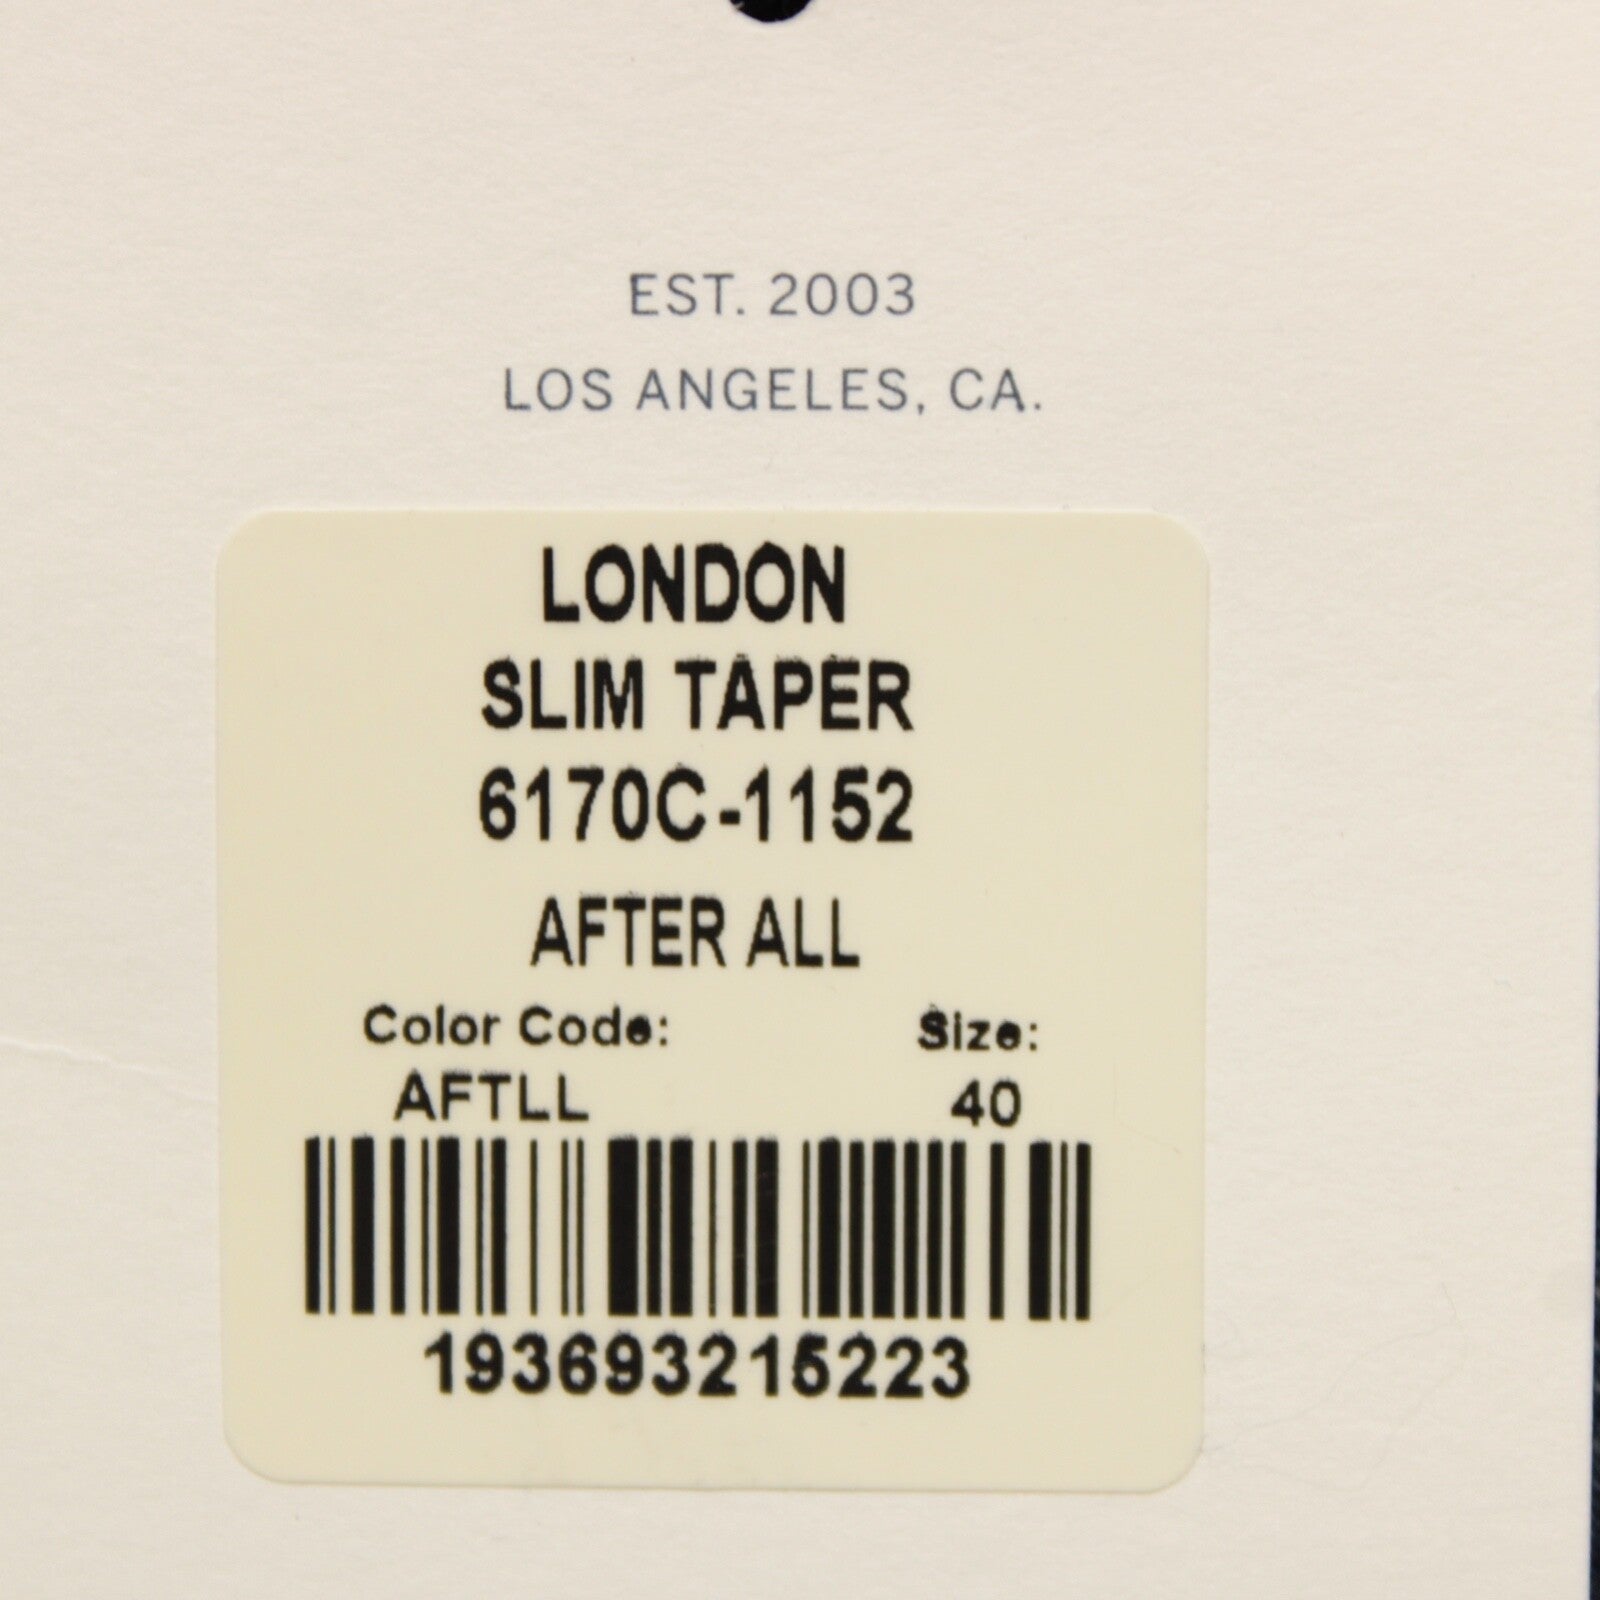 EST. 2003
LOS ANGELES, CA.
LONDON
SLIM TAPER
6170C-1152
AFTER ALL
Color Code:
Size:
AFTLL
40
193693215223